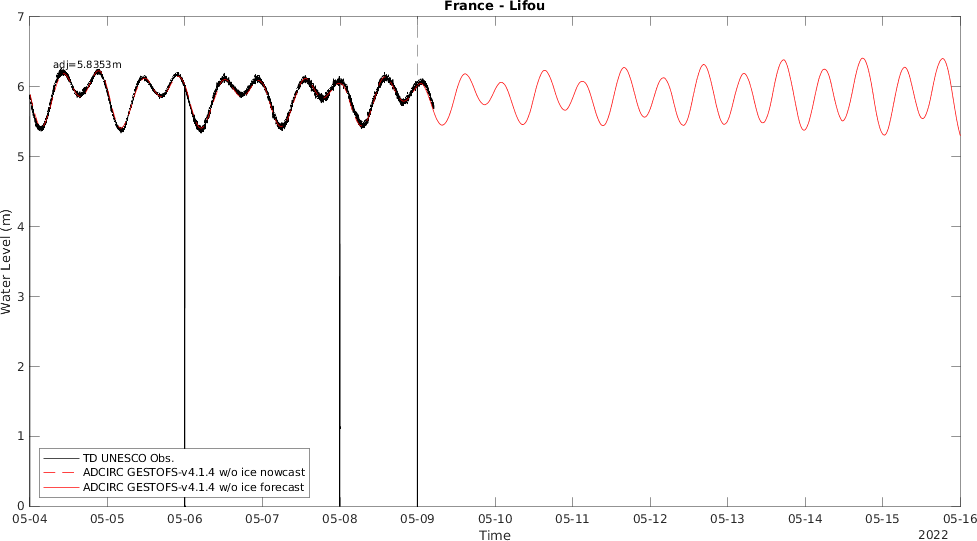 France - Lifou
adj=5.8353m
Water Level (m)
7
6
5
4
3
2
1
0
TD UNESCO Obs.
ADCIRC GESTOFS-v4.1.4 w/o ice nowcast
ADCIRC GESTOFS-v4.1.4 w/o ice forecast
05-04 05-05 05-06 05-07 05-08 05-09 05-10 05-11 05-12 05-13 05-14 05-15 05-16
Time
2022